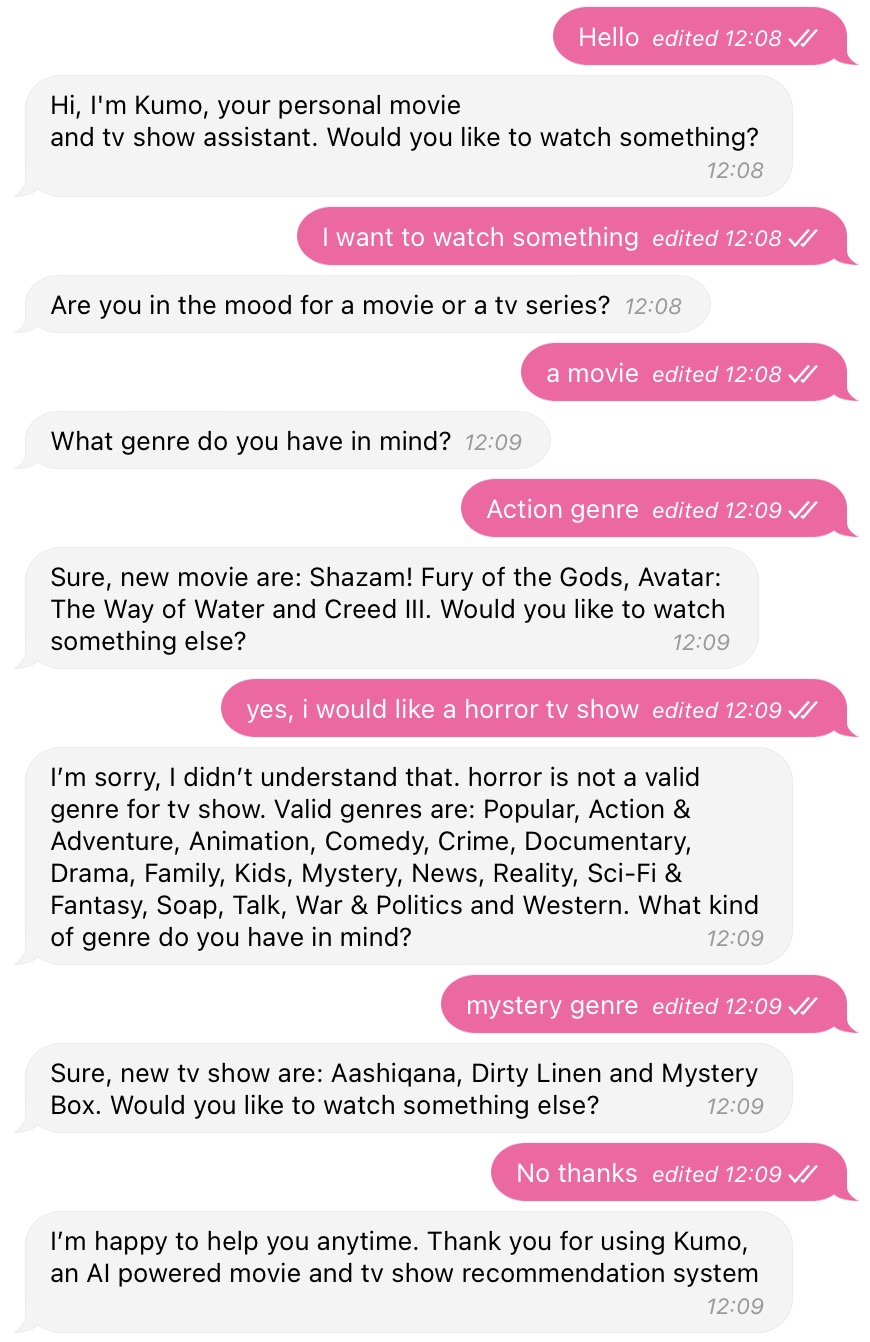 Hello edited 12:08
Hi, I'm Kumo, your personal movie
and tv show assistant. Would you like to watch something?
12:08
I want to watch something edited 12:08
Are you in the mood for a movie or a tv series? 12:08
a movie edited 12:08
What genre do you have in mind? 12:09
Action genre edited 12:09
Sure, new movie are: Shazam! Fury of the Gods, Avatar:
The Way of Water and Creed III. Would you like to watch
something else? 12:09
yes, i would like a horror tv show edited 12:09
I’m sorry, I didn’t understand that. horror is not a valid
genre for tv show. Valid genres are: Popular, Action &
Adventure, Animation, Comedy, Crime, Documentary,
Drama, Family, Kids, Mystery, News, Reality, Sci-Fi &
Fantasy, Soap, Talk, War & Politics and Western. What kind
of genre do you have in mind? 12:09
mystery genre edited 12:09
Sure, new tv show are: Aashiqana, Dirty Linen and Mystery
Box. Would you like to watch something else? 12:09
No thanks edited 12:09
I’m happy to help you anytime. Thank you for using Kumo,
an AI powered movie and tv show recommendation system
12:09